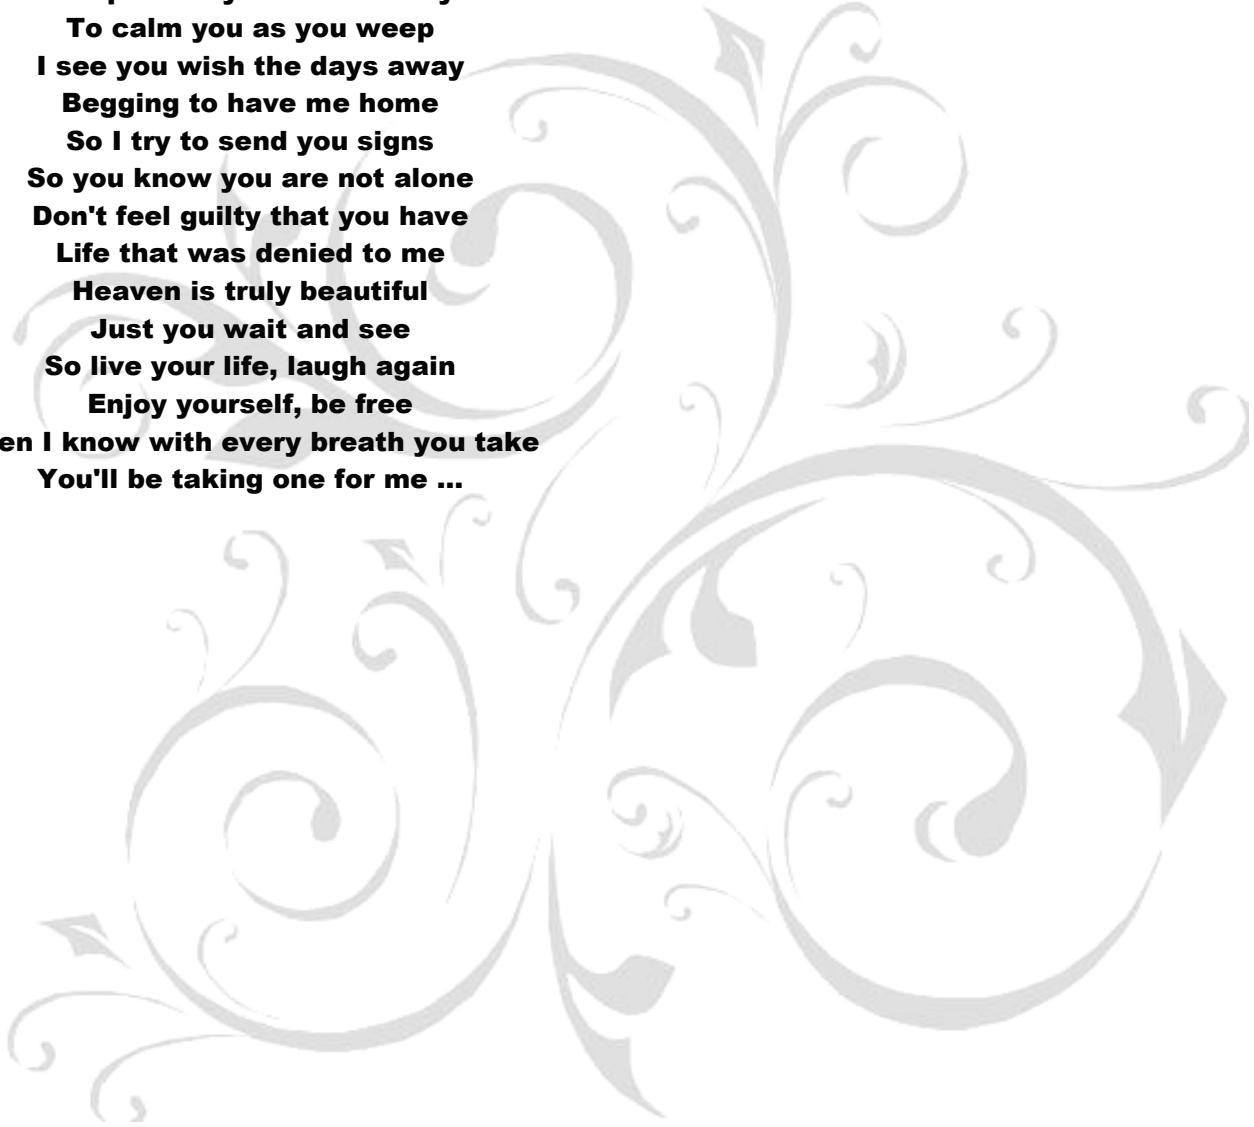 To calm you as you weep
I see you wish the days away
Begging to have me home
So I try to send you signs
So you know you are not alone
Don't feel guilty that you have
Life that was denied to me
Heaven is truly beautiful
Just you wait and see
So live your life, laugh again
Enjoy yourself, be free
I know with every breath you take
You'll be taking one for me ...